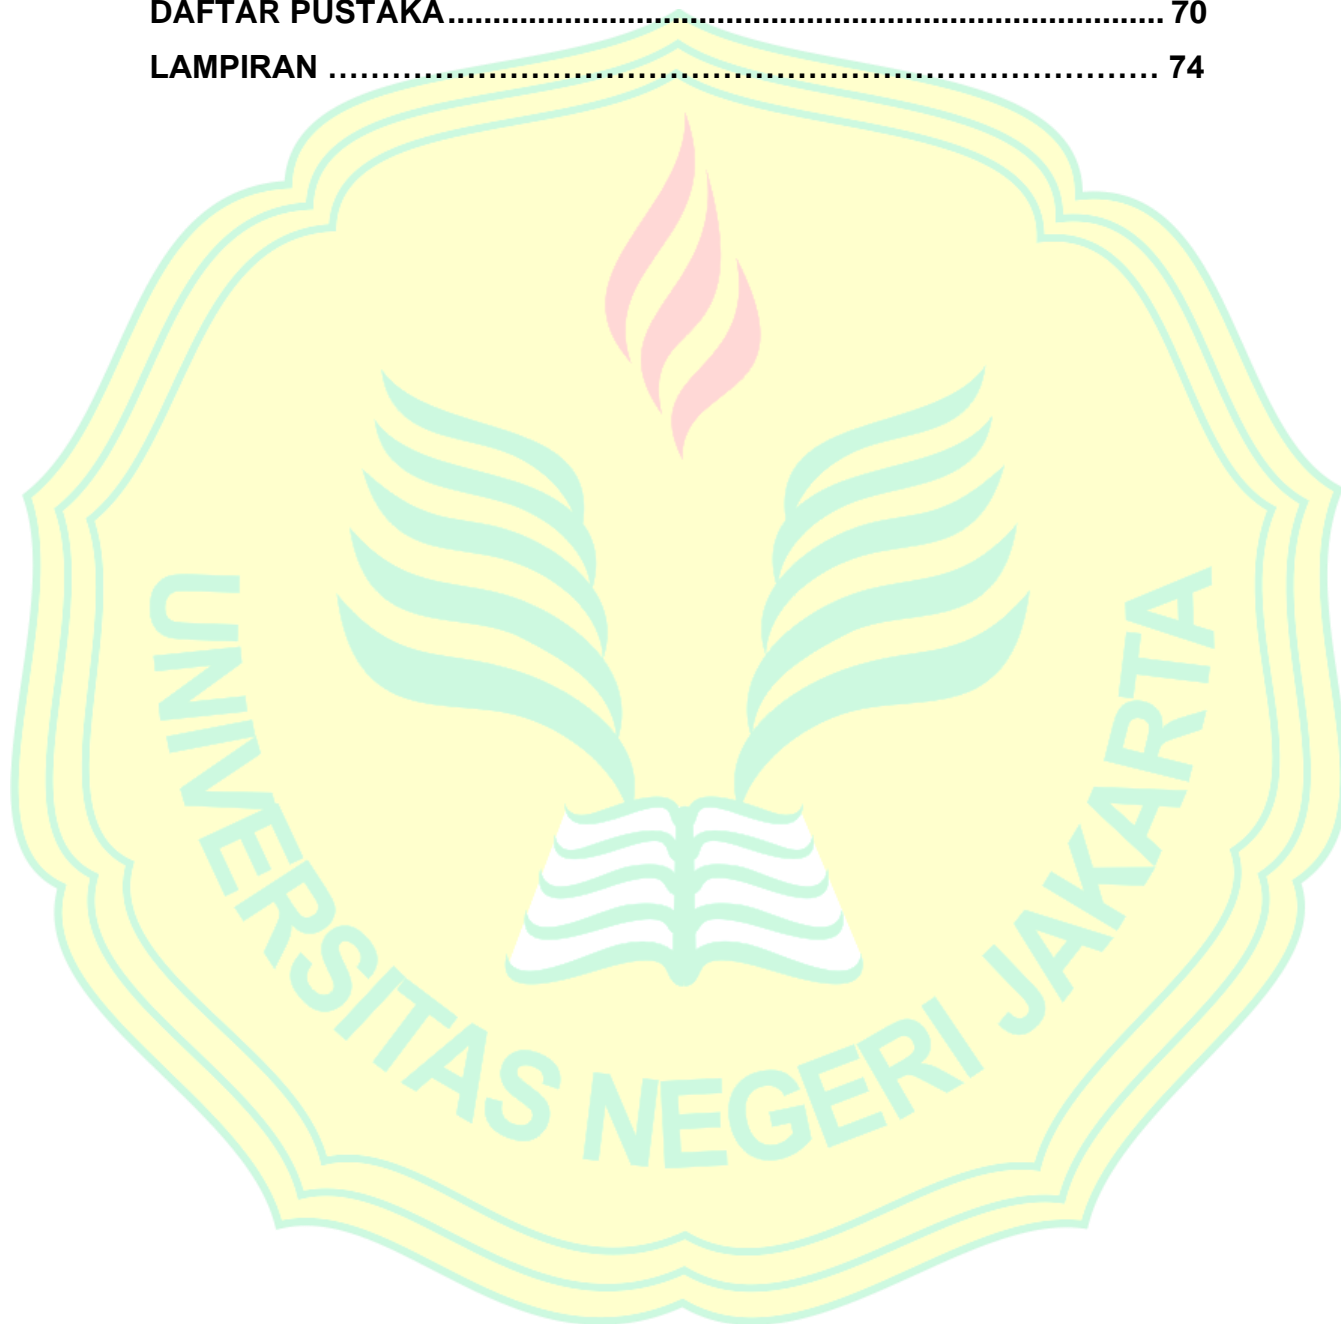 DAFTAR PUSTAKA................................................................................ 70
LAMPIRAN …………………………………………………………………… 74
UNIVERSITAS NEGERI JAKARTA